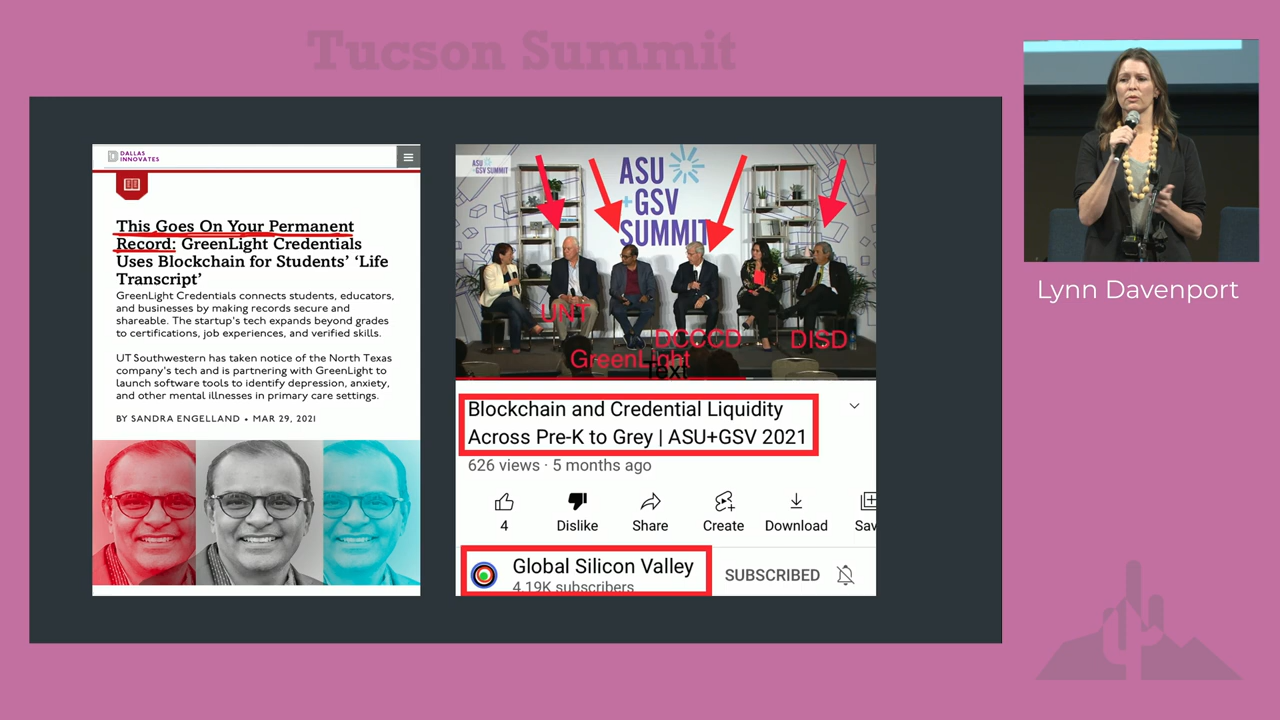 Tucson Summit
DALLAS
INNOVATES
This Goes On Your Permanent
Record: GreenLight Credentials
Uses Blockchain for Students’ ‘Life
Transcript’
GreenLight Credentials connects students, educators,
and businesses by making records secure and
shareable. The startup's tech expands beyond grades
to certifications, job experiences, and verified skills.
UT Southwestern has taken notice of the North Texas
company's tech and is partnering with GreenLight to
launch software tools to identify depression, anxiety,
and other mental illnesses in primary care settings.
BY SANDRA ENGELLAND • MAR 29, 2021
ASU
GSV SUMMIT
ASU
+GSV
SUMMIT
UNT
DCCCD
DISD
GreenLight
Text
Blockchain and Credential Liquidity
Across Pre-K to Grey | ASU+GSV 2021
626 views · 5 months ago
4
Dislike
Share
Create
Download
Sav
Global Silicon Valley
4.19K subscribers
SUBSCRIBED
Lynn Davenport